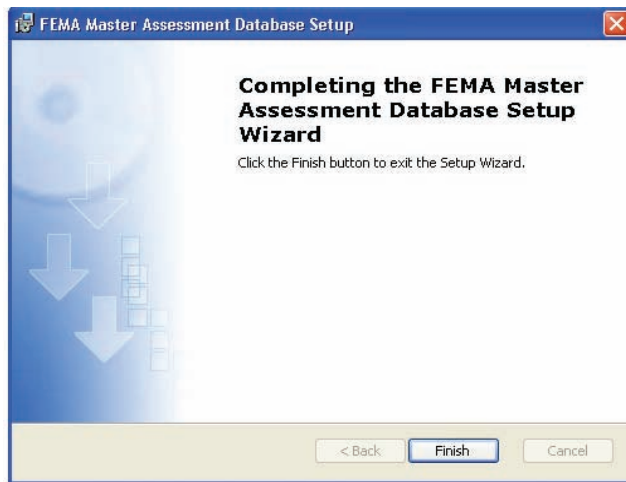 FEMA Master Assessment Database Setup
Completing the FEMA Master
Assessment Database Setup
Wizard
Click the Finish button to exit the Setup Wizard.
< Back Finish Cancel